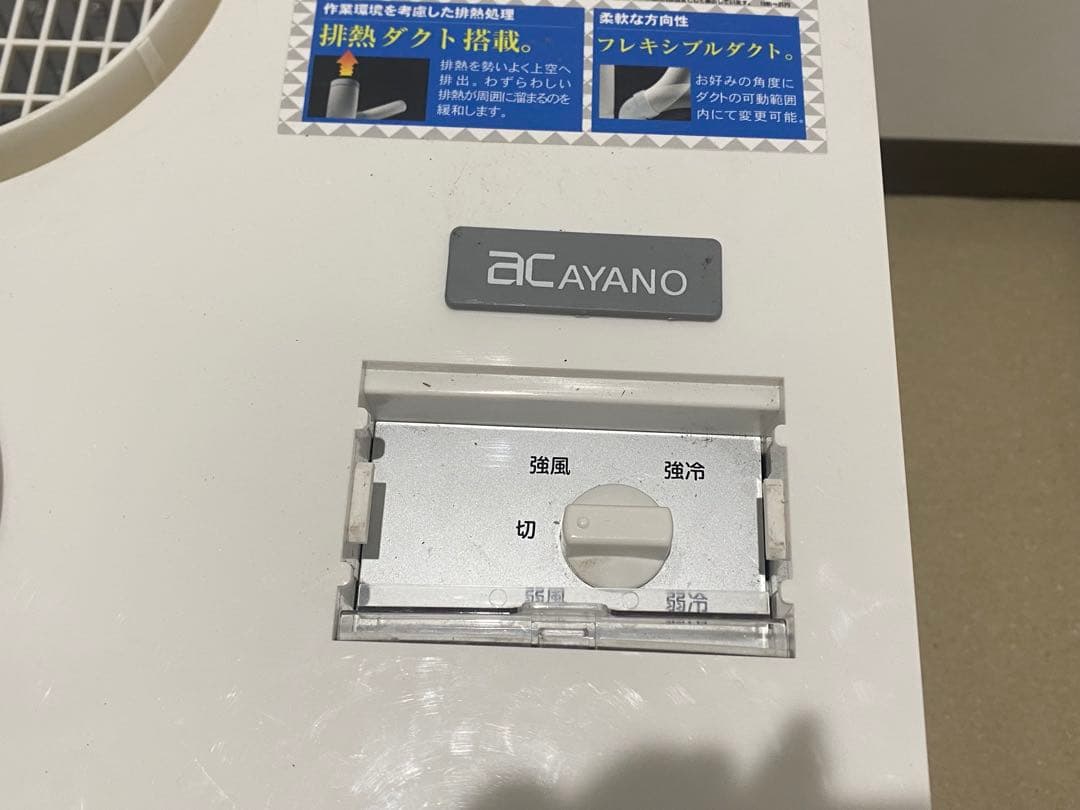 作業環境を考慮した排熱処理
排熱ダクト搭載。
排熱を勢いよく上空へ
排出。わずらわしい
排熱が周囲に溜まるのを
緩和します。
柔軟な方向性
フレキシブルダクト。
お好みの角度に
ダクトの可動範囲
内にて変更可能。
ac AYANO
強風 強冷
切
弱風 弱冷